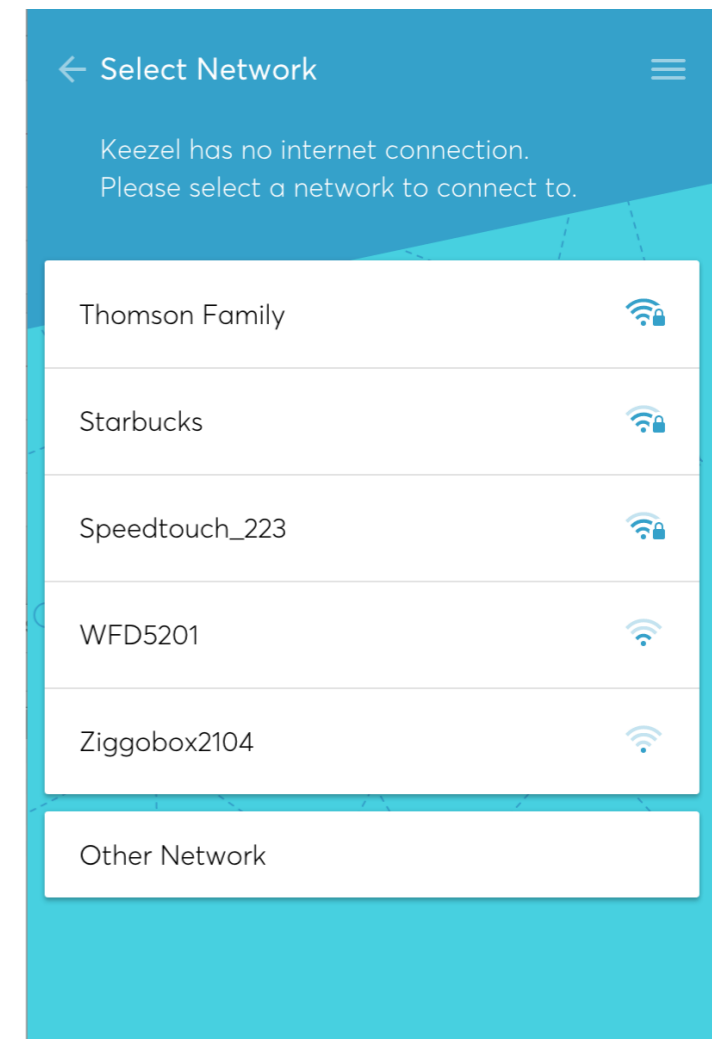 Select Network
Keezel has no internet connection.
Please select a network to connect to.
Thomson Family
Starbucks
Speedtouch_223
WFD5201
Ziggobox2104
Other Network